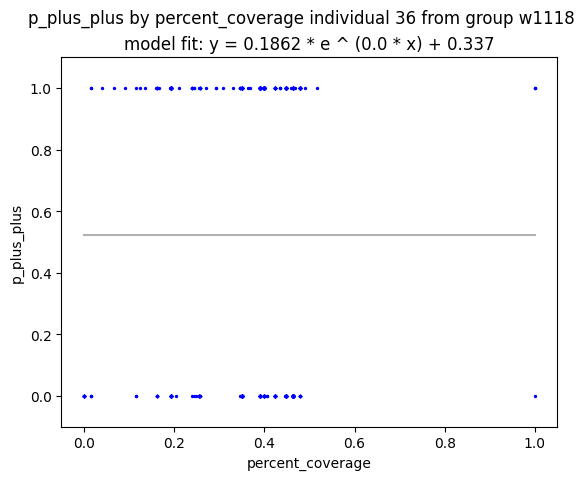 p_plus_plus by percent_coverage individual 36 from group w1118
model fit: y = 0.1862 * e ^ (0.0 * x) + 0.337
1.0
0.8
0.6
0.4
0.2
0.0
p_plus_plus
0.0 0.2 0.4 0.6 0.8 1.0
percent_coverage